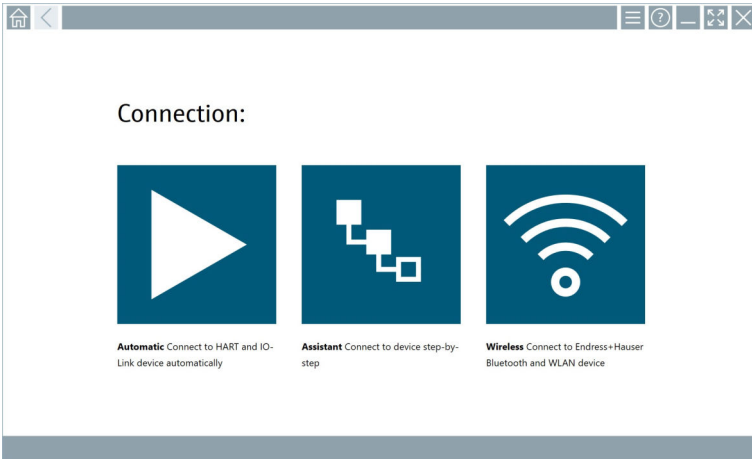 Connection:
Automatic Connect to HART and IO-
Link device automatically
Assistant Connect to device step-by-
step
Wireless Connect to Endress+Hauser
Bluetooth and WLAN device